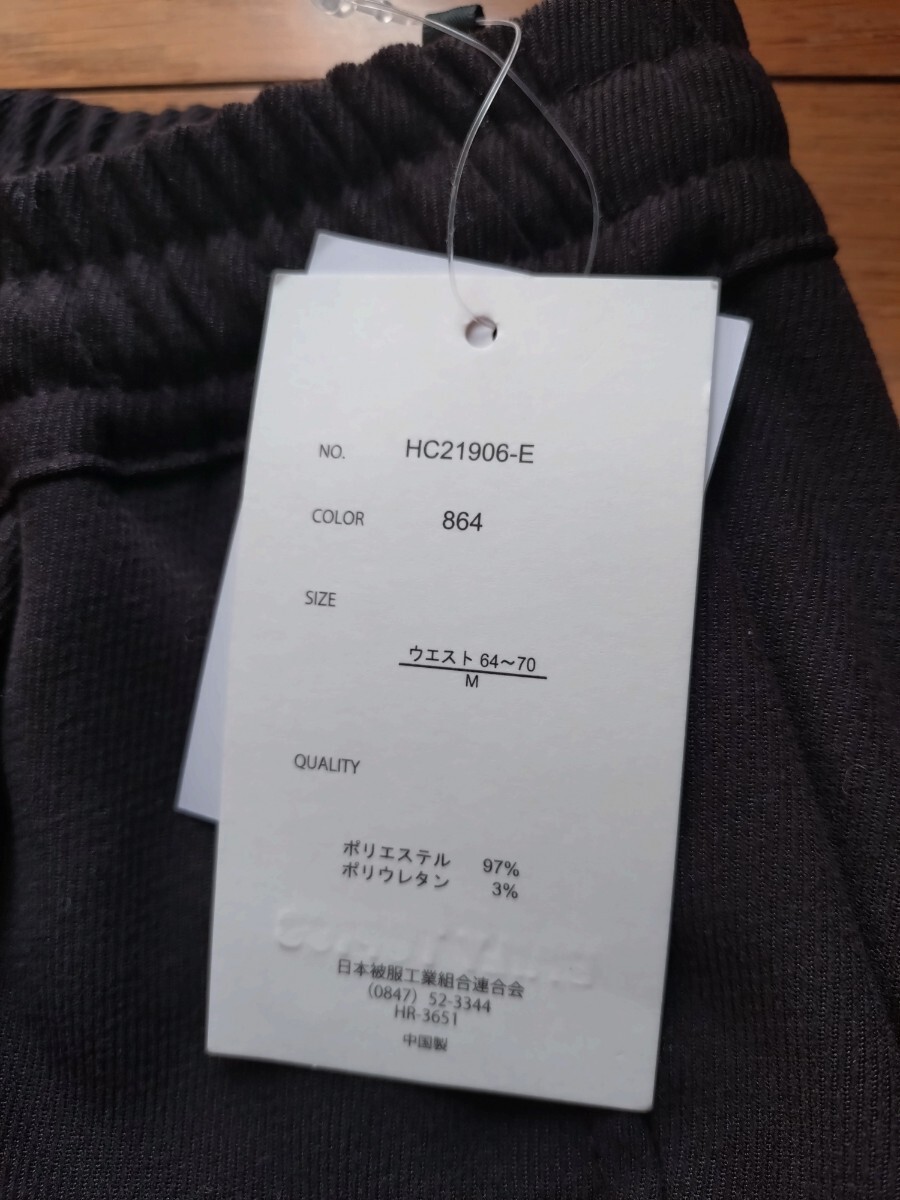 NO. HC21906-E
COLOR 864
SIZE
ウエスト 64～70
M
QUALITY
ポリエステル 97%
ポリウレタン 3%
日本被服工業組合連合会
（0847）52-3344
HR-3651
中国製